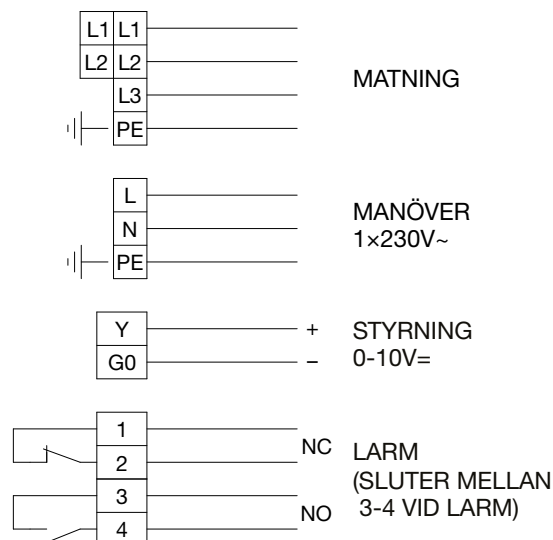 L1 L1
L2 L2
L3
PE
MATNING
L
N
PE
MANÖVER
1×230V~
Y +
G0 −
STYRNING
0-10V=
1
2
NC
3
4
NO
LARM
(SLUTER MELLAN
3-4 VID LARM)